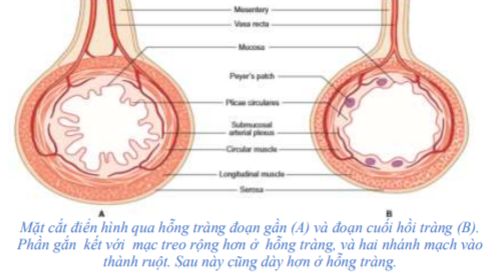 Mesentery
Vasa recta
Mucosa
Peyer's patch
Plicae circulares
Submucosal
arterial plexus
Circular muscle
Longitudinal muscle
Serosa
A
B
Mặt cắt điển hình qua hỗng tràng đoạn gần (A) và đoạn cuối hồi tràng (B).
Phần gắn kết với mạc treo rộng hơn ở hỗng tràng, và hai nhánh mạch vào
thành ruột. Sau này cũng dày hơn ở hỗng tràng.